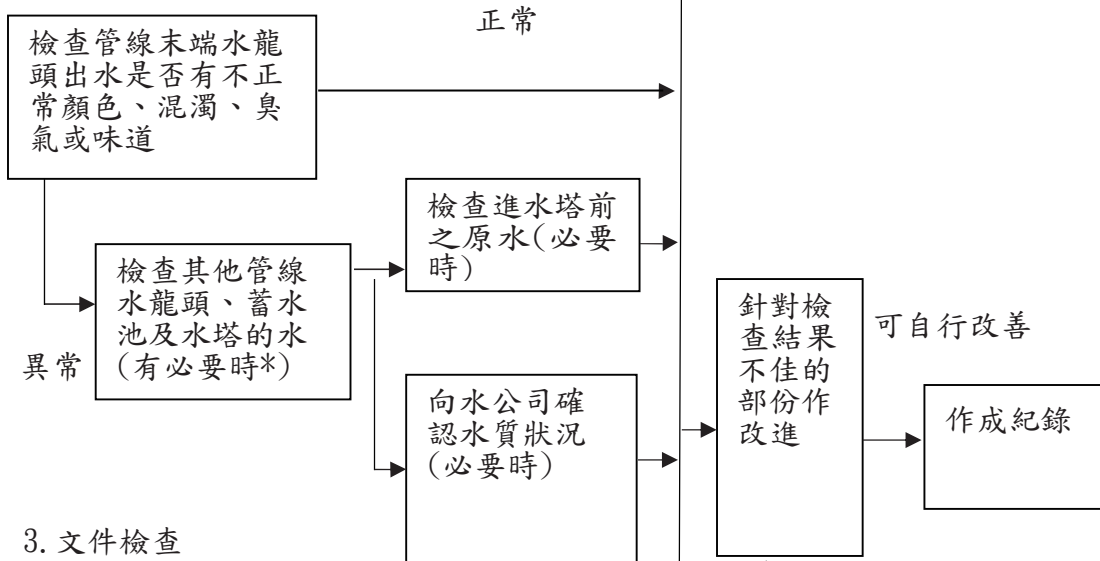 正常
檢查管線末端水龍
頭出水是否有不正
常顏色、混濁、臭
氣或味道
檢查進水塔前
之原水(必要
時)
檢查其他管線
水龍頭、蓄水
池及水塔的水
(有必要時*)
異常
向水公司確
認水質狀況
(必要時)
針對檢
查結果
不佳的
部份作
改進
可自行改善
作成紀錄
3.文件檢查